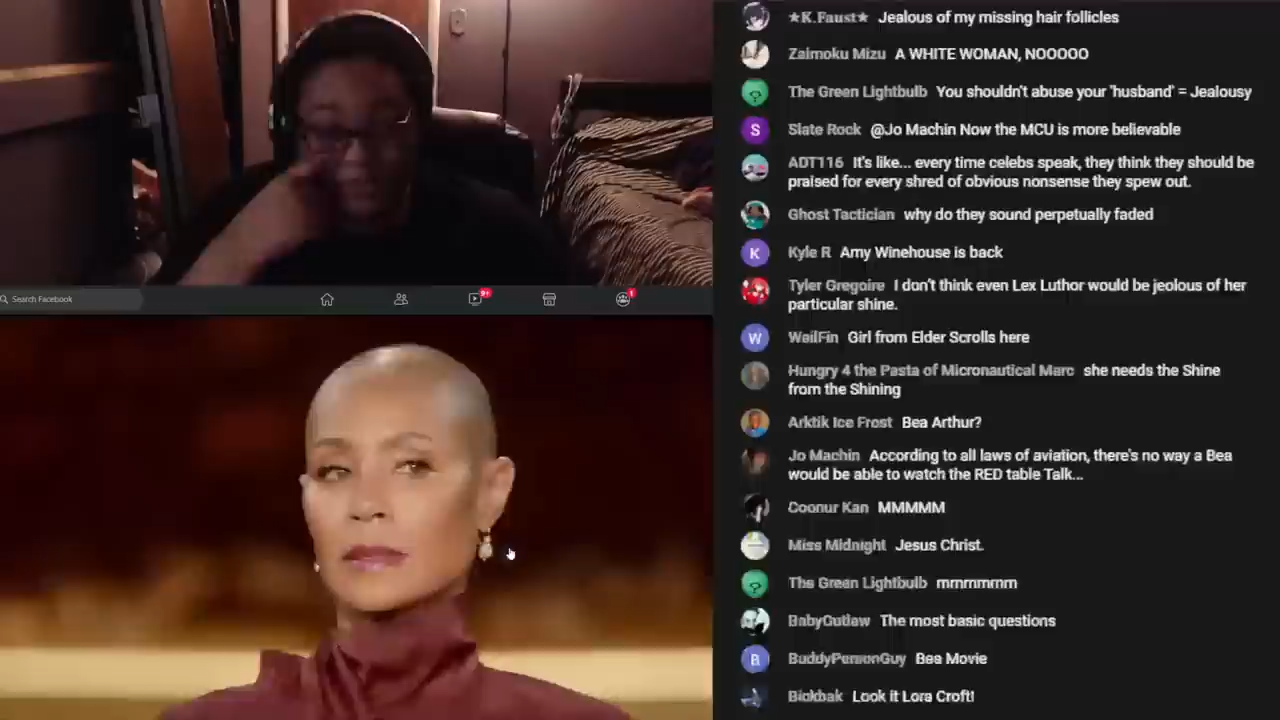 ★K.Faust★ Jealous of my missing hair follicles
Zaimoku Mizu A WHITE WOMAN, NOOOOO
The Green Lightbulb You shouldn't abuse your 'husband' = Jealousy
S Slate Rock @Jo Machin Now the MCU is more believable
ADT116 It's like... every time celebs speak, they think they should be
praised for every shred of obvious nonsense they spew out.
Ghost Tactician why do they sound perpetually faded
K Kyle R Amy Winehouse is back
Search Facebook 9+ 1
Tyler Gregoire I don't think even Lex Luthor would be jeolous of her
particular shine.
W WailFin Girl from Elder Scrolls here
Hungry 4 the Pasta of Micronautical Marc she needs the Shine
from the Shining
Arktik Ice Frost Bea Arthur?
Jo Machin According to all laws of aviation, there's no way a Bea
would be able to watch the RED table Talk...
Coonur Kan MMMMM
Miss Midnight Jesus Christ.
The Green Lightbulb mmmmmm
BabyOutlaw The most basic questions
B BuddyPersonGuy Bea Movie
Look it Lora Croft!